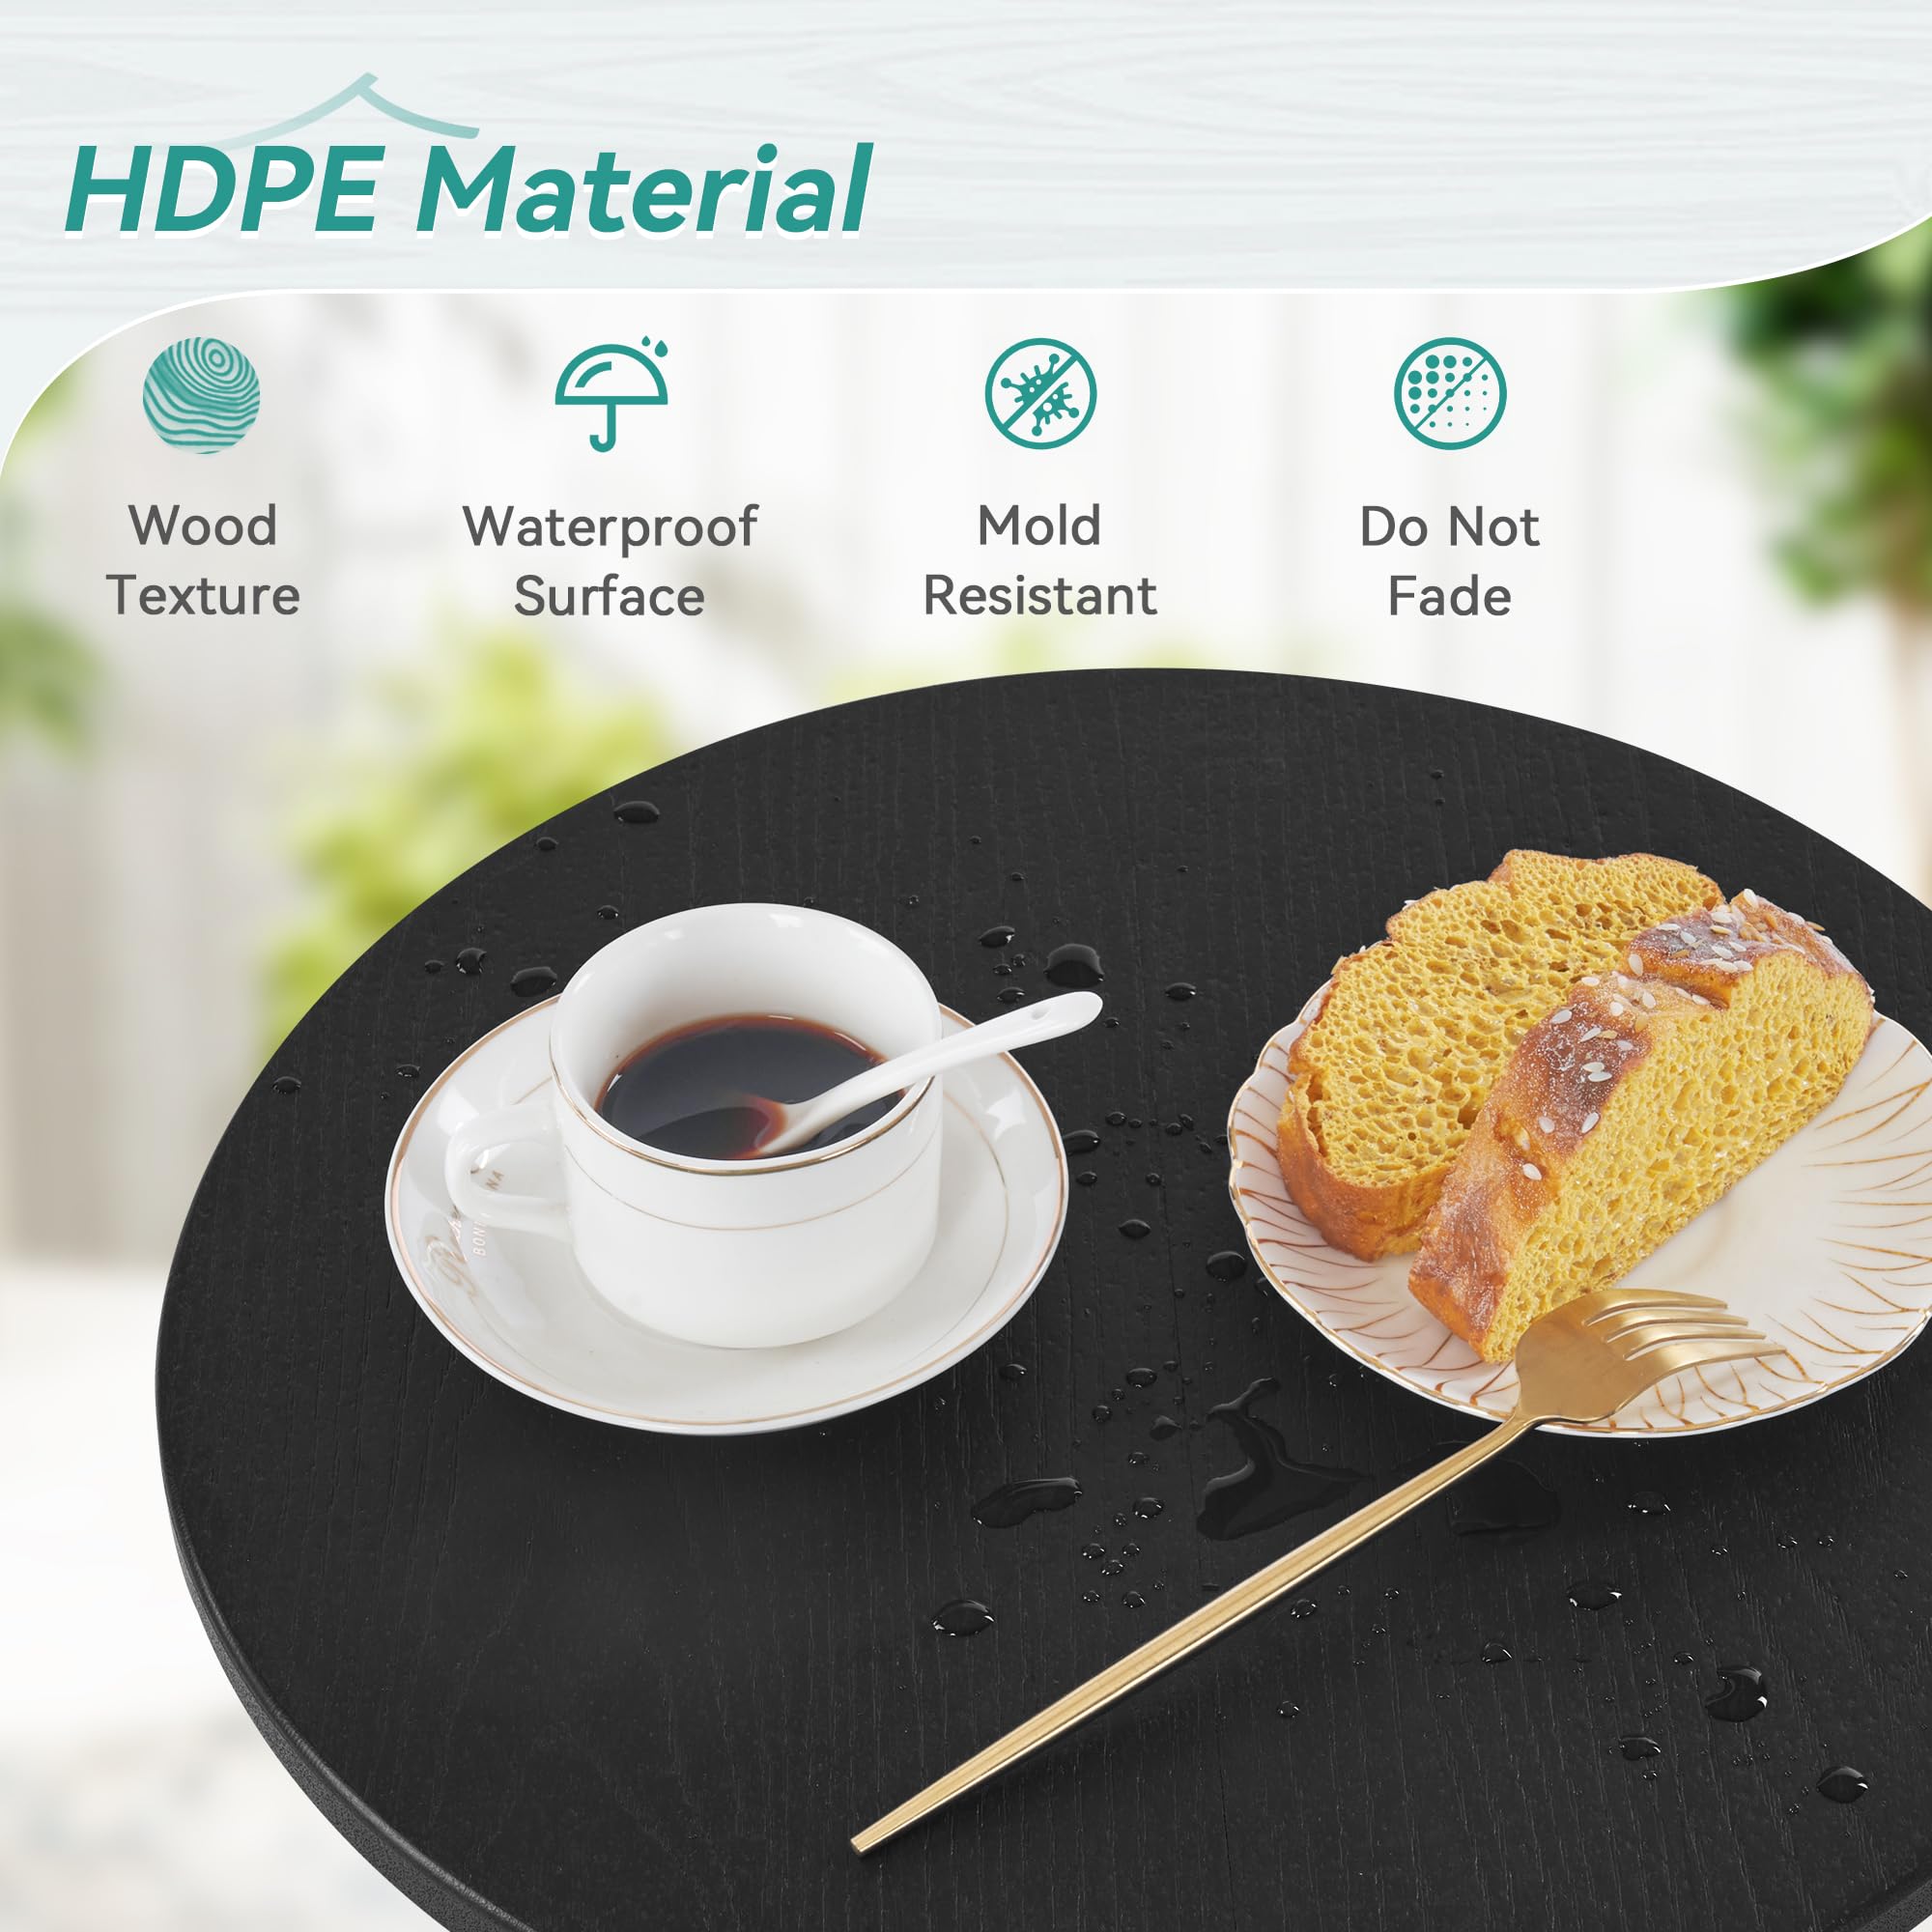 HDPE Material
Wood
Texture
Waterproof
Surface
Mold
Resistant
Do Not
Fade